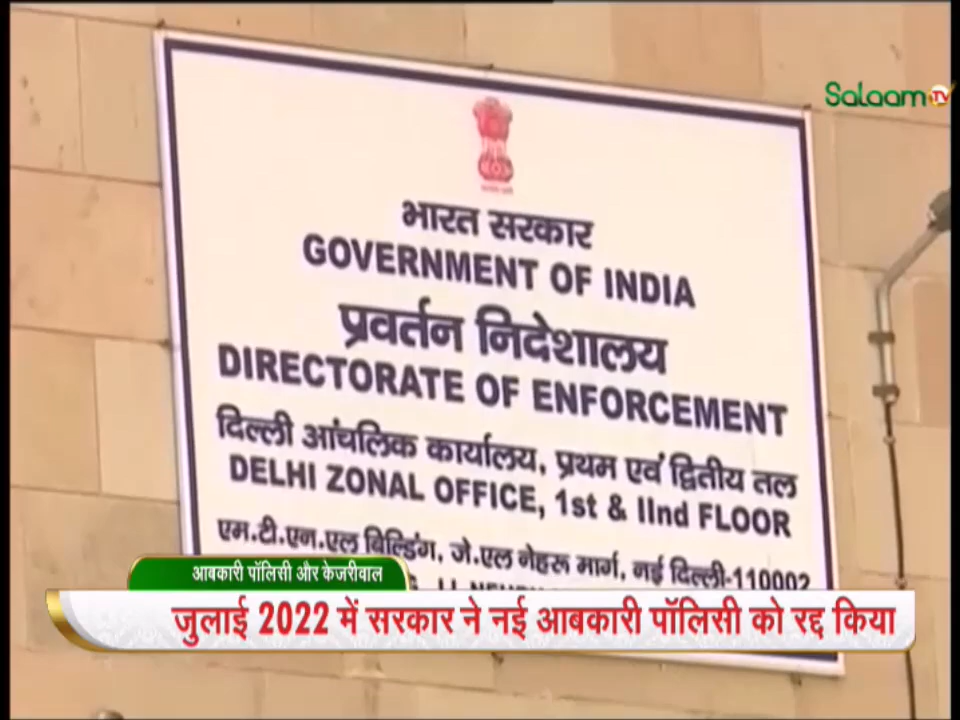 Salaam TV
भारत सरकार
GOVERNMENT OF INDIA
प्रवर्तन निदेशालय
DIRECTORATE OF ENFORCEMENT
दिल्ली आंचलिक कार्यालय, प्रथम एवं द्वितीय तल
DELHI ZONAL OFFICE, 1st & IInd FLOOR
एम.टी.एन.एल बिल्डिंग, जे.एल नेहरू मार्ग, नई दिल्ली-110002
आबकारी पॉलिसी और केजरीवाल
जुलाई 2022 में सरकार ने नई आबकारी पॉलिसी को रद्द किया